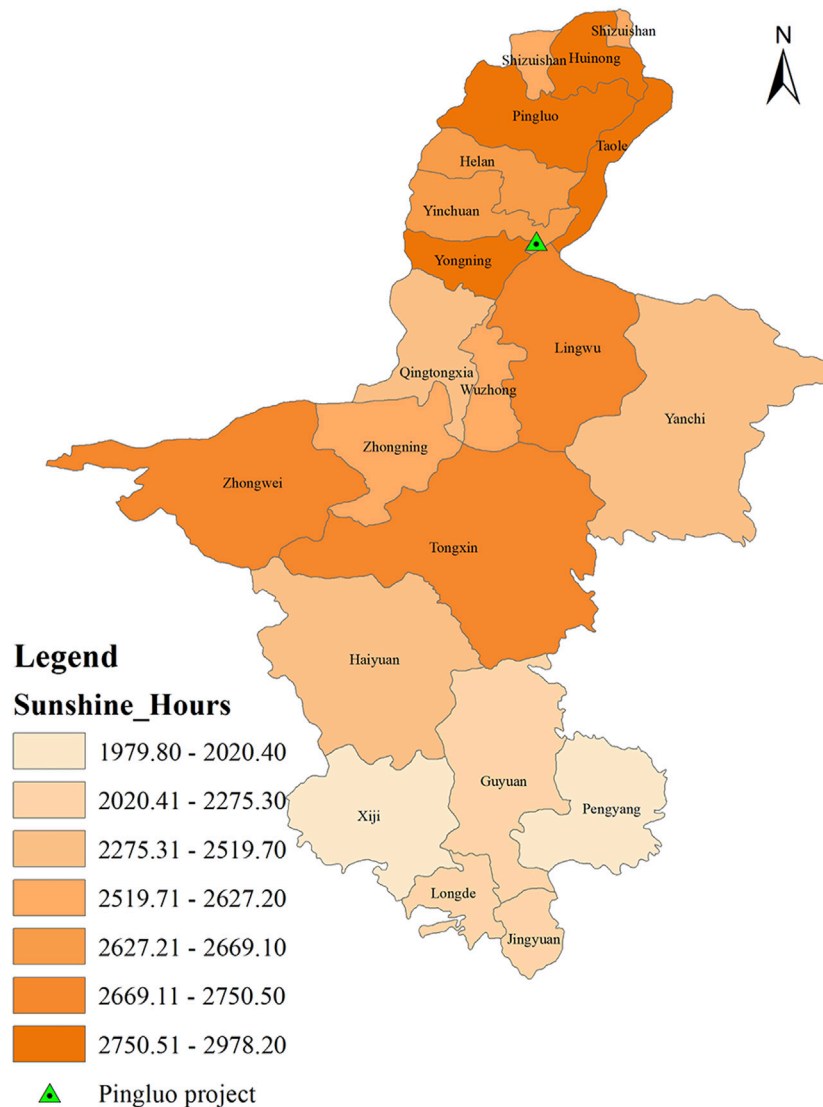 Shizuishan
N
Shizuishan
Huinong
Pingluo
Taole
Helan
Yinchuan
Yongning
Lingwu
Qingtongxia
Wuzhong
Yanchi
Zhongning
Zhongwei
Tongxin
Haiyuan
Guyuan
Pengyang
Xiji
Longde
Jingyuan
Legend
Sunshine_Hours
1979.80 - 2020.40
2020.41 - 2275.30
2275.31 - 2519.70
2519.71 - 2627.20
2627.21 - 2669.10
2669.11 - 2750.50
2750.51 - 2978.20
Pingluo project